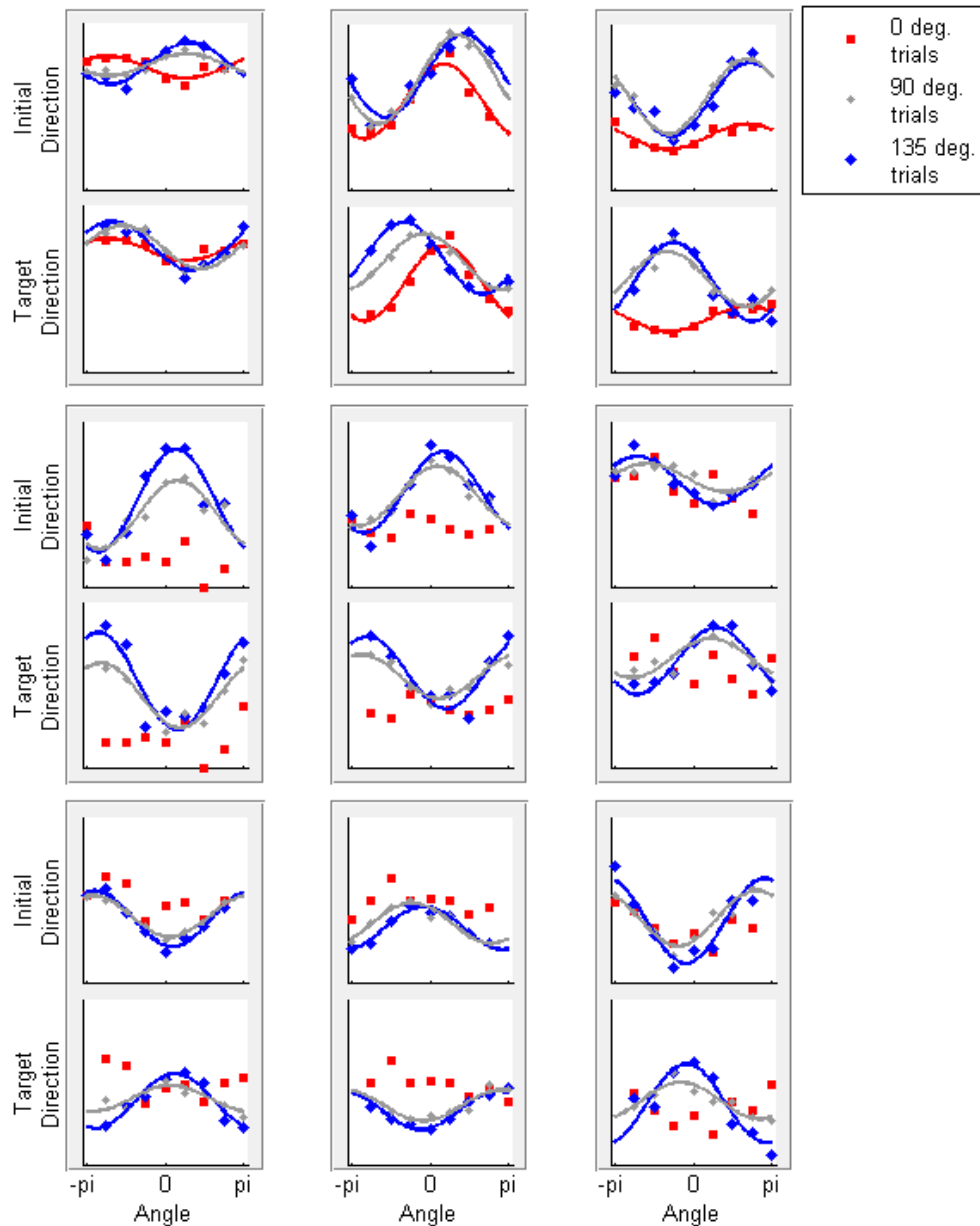 0 deg.
trials
90 deg.
trials
135 deg.
trials
Initial
Direction
Target
Direction
Initial
Direction
Target
Direction
Initial
Direction
Target
Direction
-pi 0 pi
Angle
-pi 0 pi
Angle
-pi 0 pi
Angle